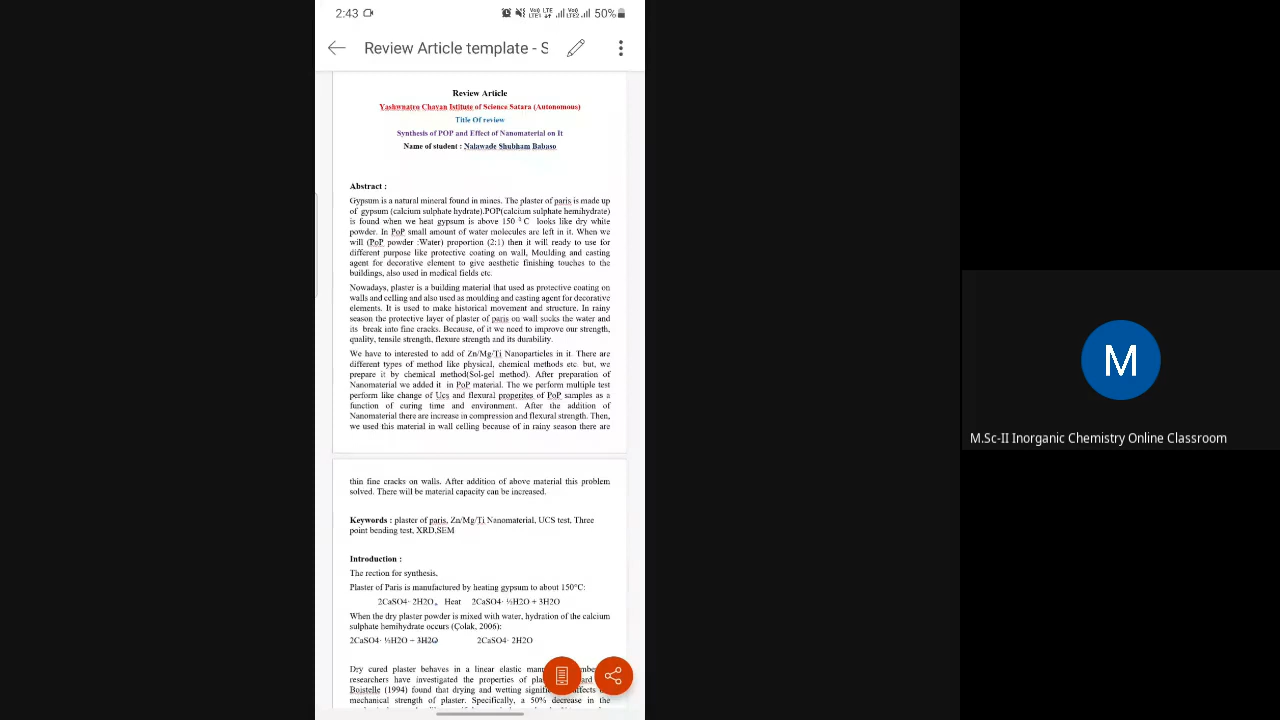 2:43
50%
Review Article template - S
Review Article
Yashwnatro Chavan Istitute of Science Satara (Autonomous)
Title Of review
Synthesis of POP and Effect of Nanomaterial on It
Name of student : Nalawade Shubham Babaso
Abstract :
Gypsum is a natural mineral found in mines. The plaster of paris is made up
of gypsum (calcium sulphate hydrate).POP(calcium sulphate hemihydrate)
is found when we heat gypsum is above 150 ⁰ C looks like dry white
powder. In PoP small amount of water molecules are left in it. When we
will (PoP powder :Water) proportion (2:1) then it will ready to use for
different purpose like protective coating on wall, Moulding and casting
agent for decorative element to give aesthetic finishing touches to the
buildings, also used in medical fields etc.
Nowadays, plaster is a building material that used as protective coating on
walls and celling and also used as moulding and casting agent for decorative
elements. It is used to make historical movement and structure. In rainy
season the protective layer of plaster of paris on wall sucks the water and
its break into fine cracks. Because, of it we need to improve our strength,
quality, tensile strength, flexure strength and its durability.
We have to interested to add of Zn/Mg/Ti Nanoparticles in it. There are
different types of method like physical, chemical methods etc but, we
prepare it by chemical method(Sol-gel method). After preparation of
Nanomaterial we added it in PoP material. The we perform multiple test
perform like change of Ucs and flexural properites of PoP samples as a
function of curing time and environment. After the addition of
Nanomaterial there are increase in compression and flexural strength. Then,
we used this material in wall celling because of in rainy season there are
thin fine cracks on walls. After addition of above material this problem
solved. There will be material capacity can be increased.
Keywords : plaster of paris, Zn/Mg/Ti Nanomaterial, UCS test, Three
point bending test, XRD,SEM
Introduction :
The rection for synthesis.
Plaster of Paris is manufactured by heating gypsum to about 150°C:
2CaSO4· 2H2O Heat 2CaSO4· ½H2O + 3H2O
When the dry plaster powder is mixed with water, hydration of the calcium
sulphate hemihydrate occurs (Çolak, 2006):
2CaSO4· ½H2O + 3H2O 2CaSO4· 2H2O
Dry cured plaster behaves in a linear elastic
researchers have investigated the properties of
Boistelle (1994) found that drying and wetting
mechanical strength of plaster. Specifically, a 50% decrease in the
M
M.Sc-II Inorganic Chemistry Online Classroom